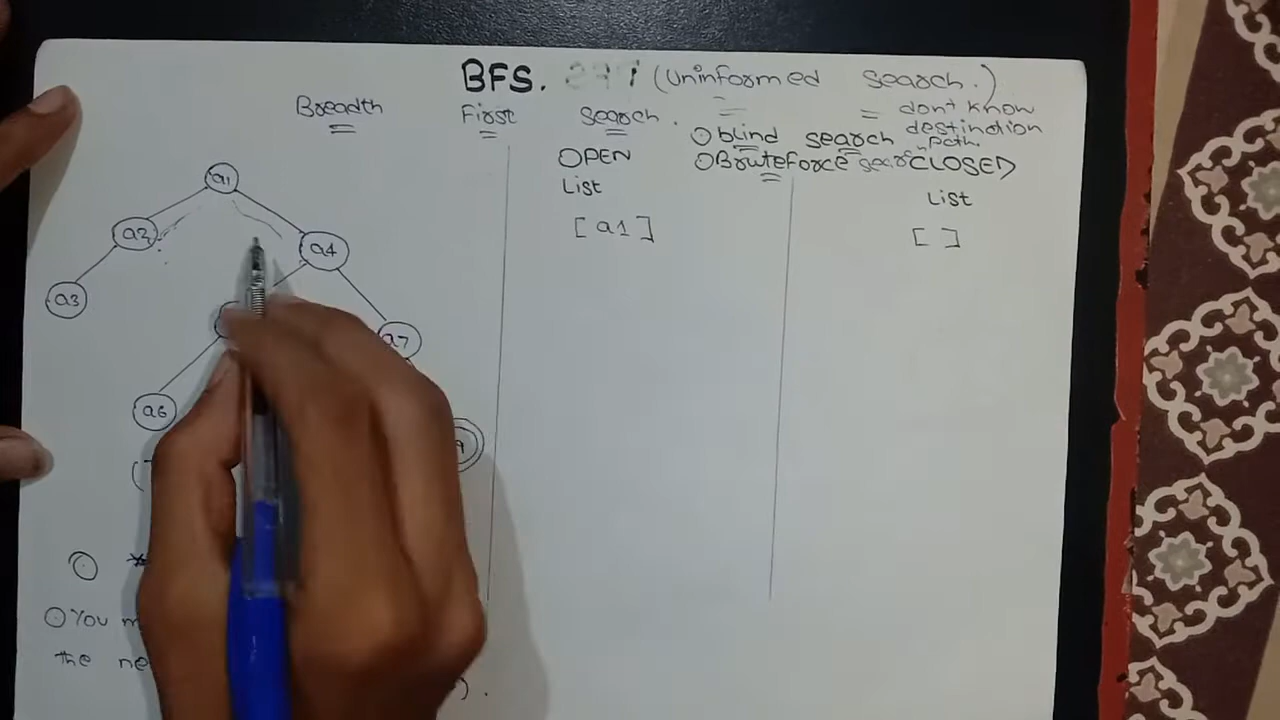 BFS. (Uninformed search.)
Breadth First Search.
= don't know
destination
path.
blind search
Bruteforce search
OPEN
List
[a1]
CLOSED
List
[ ]
a1
a2
a4
a3
a7
a6
You
the